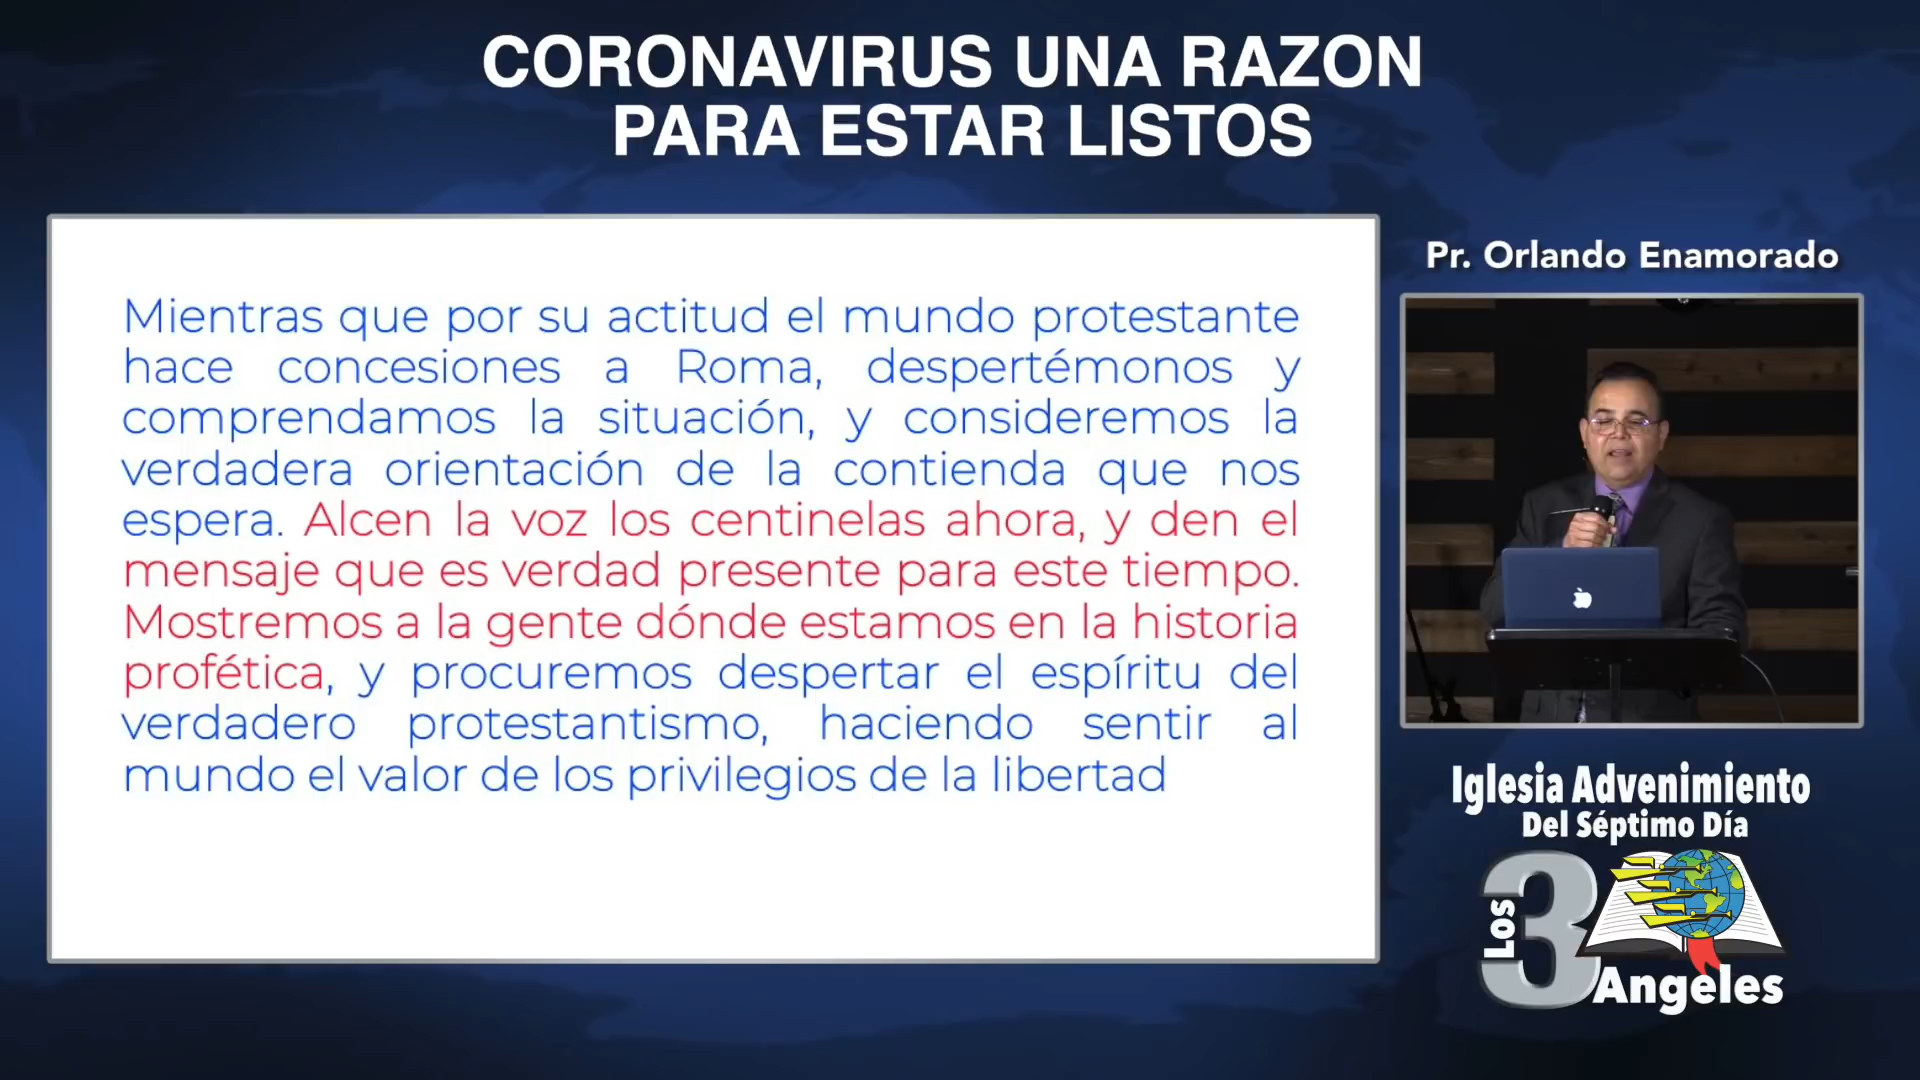 CORONAVIRUS UNA RAZON
PARA ESTAR LISTOS
Mientras que por su actitud el mundo protestante
hace concesiones a Roma, despertémonos y
comprendamos la situación, y consideremos la
verdadera orientación de la contienda que nos
espera. Alcen la voz los centinelas ahora, y den el
mensaje que es verdad presente para este tiempo.
Mostremos a la gente dónde estamos en la historia
profética, y procuremos despertar el espíritu del
verdadero protestantismo, haciendo sentir al
mundo el valor de los privilegios de la libertad
Pr. Orlando Enamorado
Iglesia Advenimiento
Del Séptimo Día
Los 3
Angeles